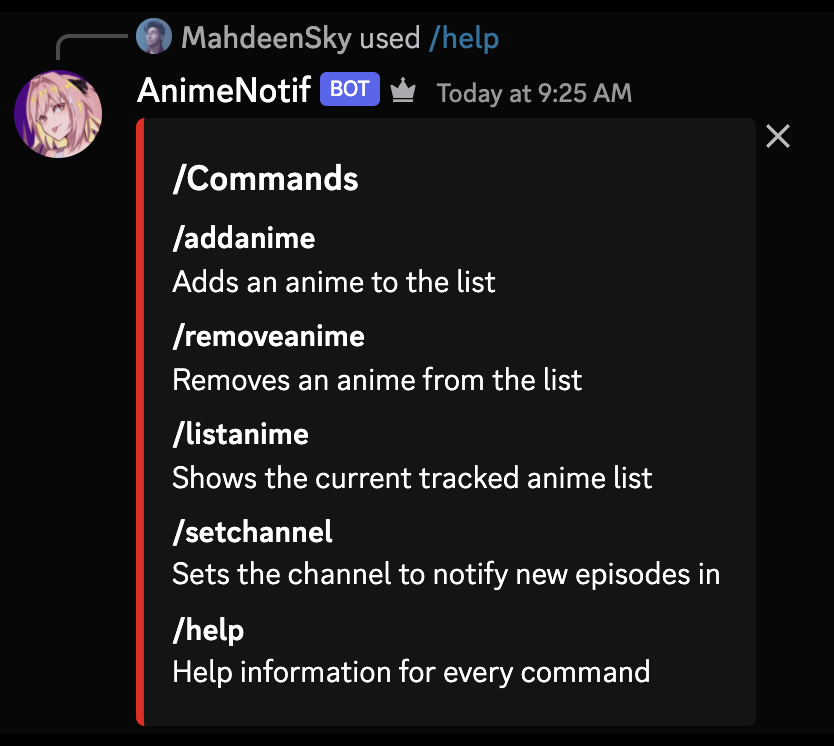 MahdeenSky used /help
AnimeNotif BOT Today at 9:25 AM
/Commands
/addanime
Adds an anime to the list
/removeanime
Removes an anime from the list
/listanime
Shows the current tracked anime list
/setchannel
Sets the channel to notify new episodes in
/help
Help information for every command